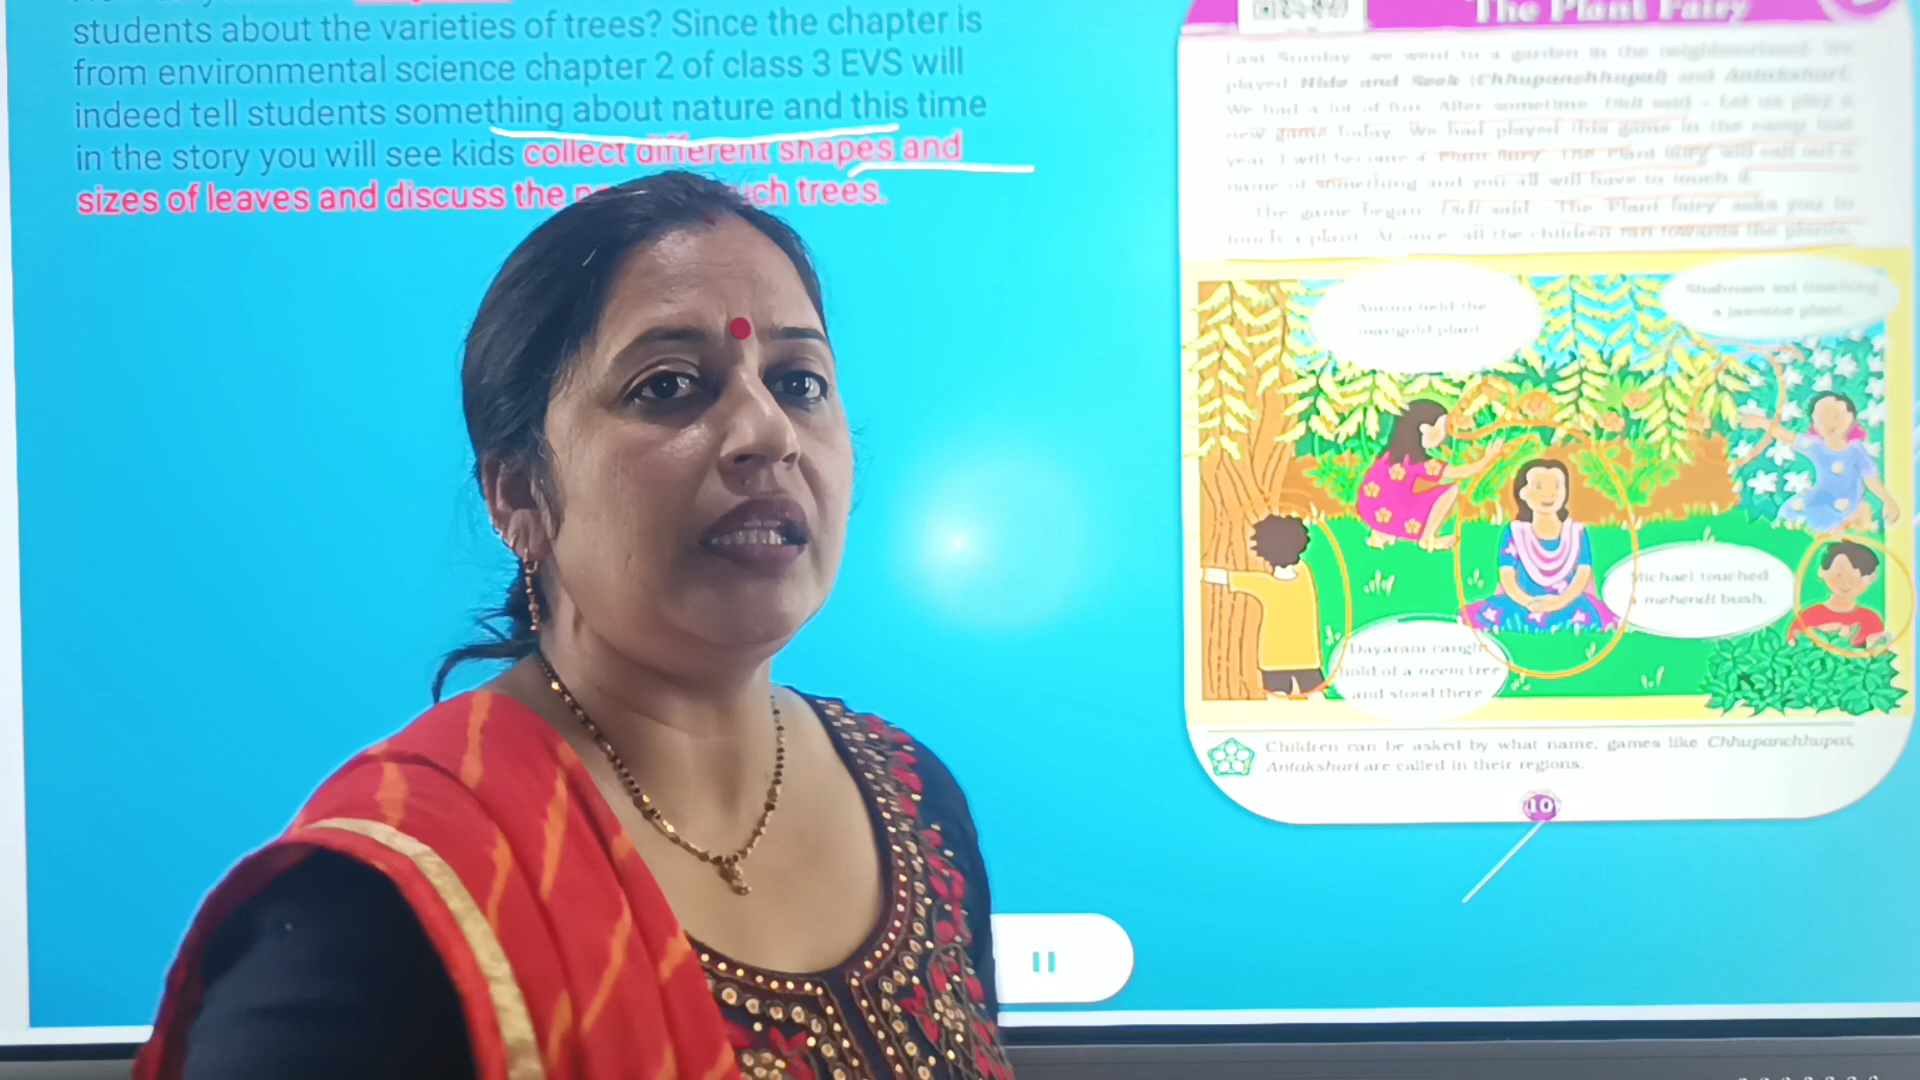 students about the varieties of trees? Since the chapter is
from environmental science chapter 2 of class 3 EVS will
indeed tell students something about nature and this time
in the story you will see kids collect different shapes and
sizes of leaves and discuss the such trees.
The Plant Fairy
Last Sunday we went to a garden in the neighbourhood. We
played Hide and Seek (Chhupanchhupai) and Antakshari.
We had a lot of fun. After sometime Didi said - Let us play a
new game today. We had played this game in the camp last
year. I will become a Plant fairy. The Plant fairy will call out a
name of something and you all will have to touch it.
The game began. Didi said 'The Plant fairy' asks you to
touch a plant. At once all the children ran towards the plants.
held the
marigold plant
Shabnam sat touching
a jasmine plant.
Michael touched
a mehendi bush.
Dayaram caught
hold of a neem tree
and stood there
Children can be asked by what name, games like Chhupanchhupai,
Antakshari are called in their regions.
10